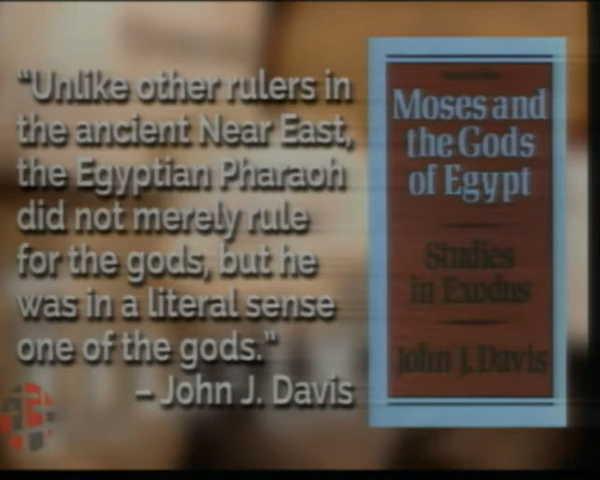 “Unlike other rulers in
the ancient Near East,
the Egyptian Pharaoh
did not merely rule
for the gods, but he
was in a literal sense
one of the gods.”
– John J. Davis
Moses and
the Gods
of Egypt
Studies
in Exodus
John J. Davis